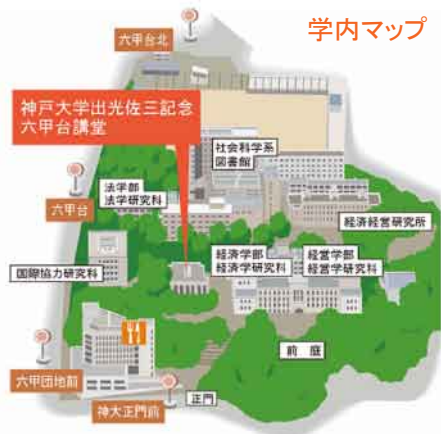 学内マップ
六甲台北
神戸大学出光佐三記念
六甲台講堂
社会科学系
図書館
法学部
法学研究科
六甲台
経済経営研究所
国際協力研究科
経済学部
経済学研究科
経営学部
経営学研究科
前庭
六甲団地前
神大正門前
正門